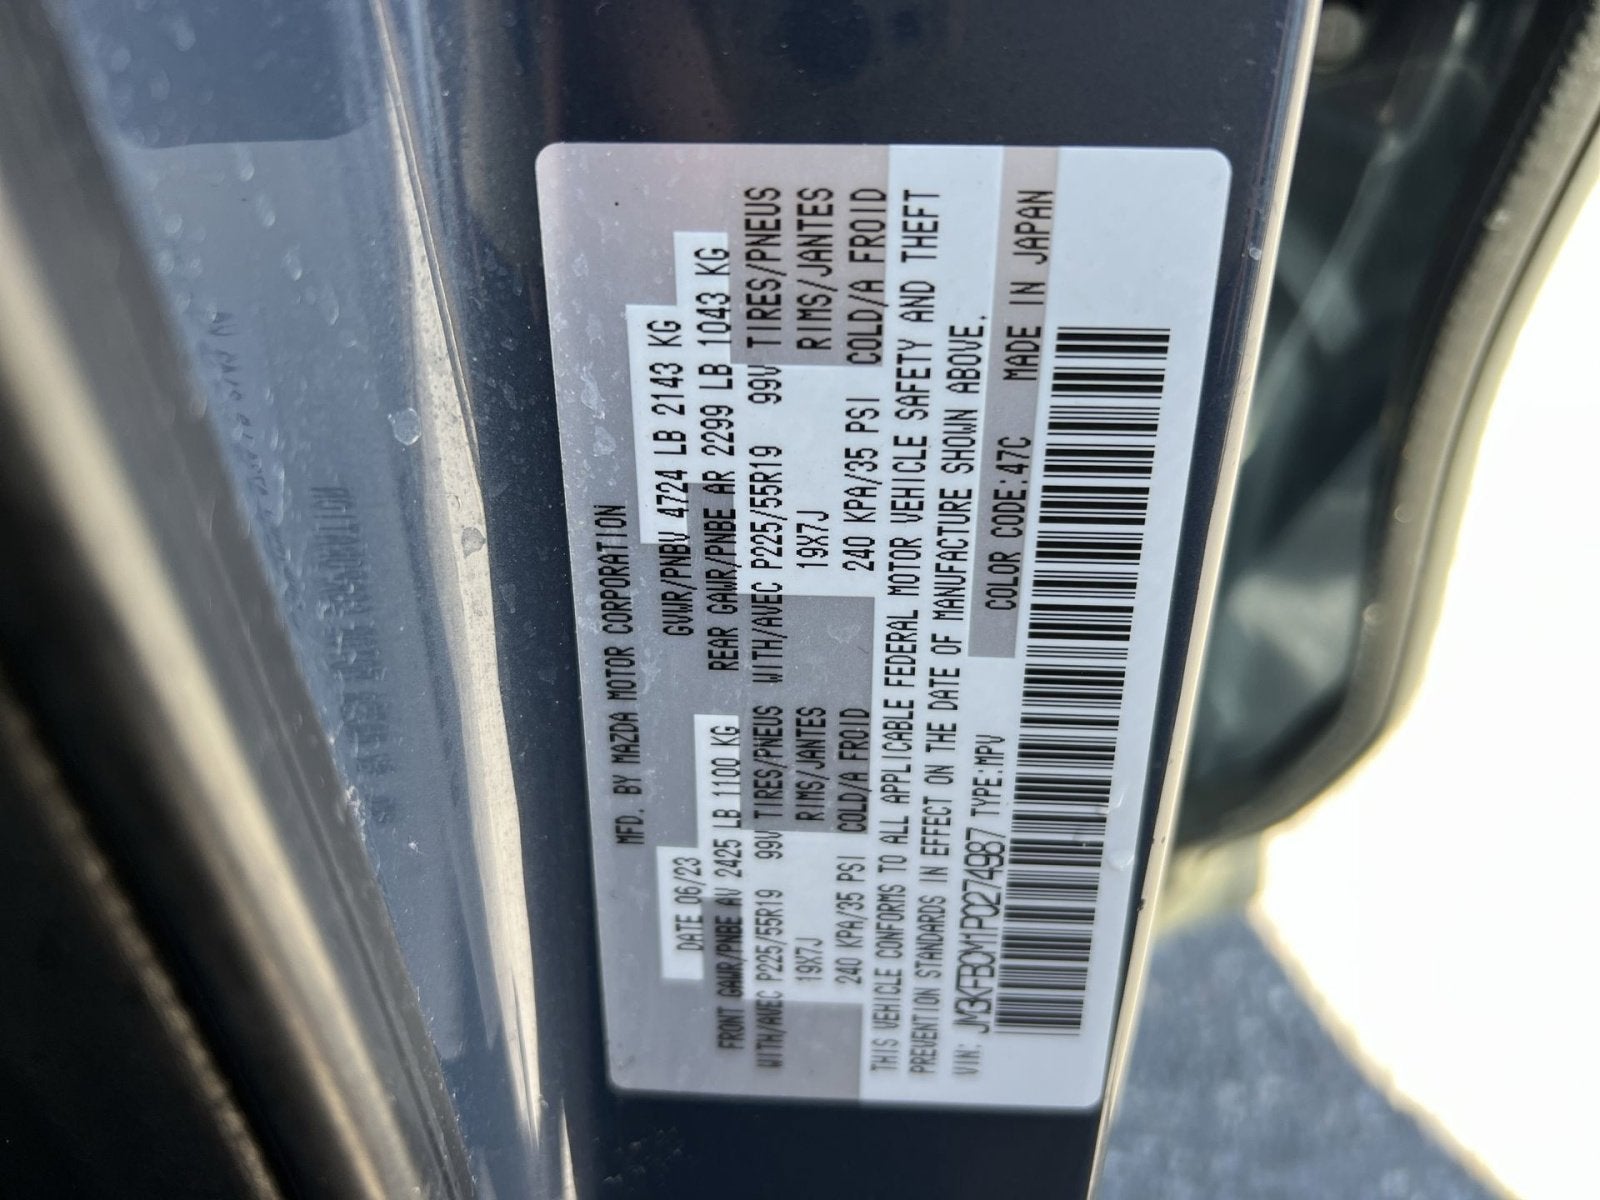 MFD. BY MAZDA MOTOR CORPORATION
DATE 06/23 GVWR/PNBV 4724 LB 2143 KG
FRONT GAWR/PNBE AV 2425 LB 1100 KG REAR GAWR/PNBE AR 2299 LB 1043 KG
WITH/AVEC P225/55R19 99V TIRES/PNEUS WITH/AVEC P225/55R19 99V TIRES/PNEUS
19X7J RIMS/JANTES 19X7J RIMS/JANTES
240 KPA/35 PSI COLD/A FROID 240 KPA/35 PSI COLD/A FROID
THIS VEHICLE CONFORMS TO ALL APPLICABLE FEDERAL MOTOR VEHICLE SAFETY AND THEFT
PREVENTION STANDARDS IN EFFECT ON THE DATE OF MANUFACTURE SHOWN ABOVE.
VIN: JM3KFBCM1P0274987 TYPE:MPV COLOR CODE:47C MADE IN JAPAN